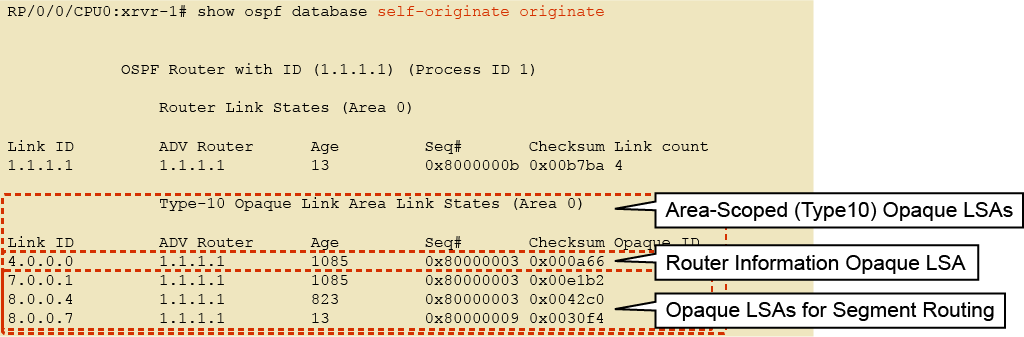 RP/0/0/CPU0:xrvr-1# show ospf database self-originate originate
OSPF Router with ID (1.1.1.1) (Process ID 1)
Router Link States (Area 0)
Link ID ADV Router Age Seq# Checksum Link count
1.1.1.1 1.1.1.1 13 0x8000000b 0x00b7ba 4
Type-10 Opaque Link Area Link States (Area 0)
Area-Scoped (Type10) Opaque LSAs
Link ID ADV Router Age Seq# Checksum Opaque ID
4.0.0.0 1.1.1.1 1085 0x80000003 0x000a66
Router Information Opaque LSA
7.0.0.1 1.1.1.1 1085 0x80000003 0x00e1b2
8.0.0.4 1.1.1.1 823 0x80000003 0x0042c0
8.0.0.7 1.1.1.1 13 0x80000009 0x0030f4
Opaque LSAs for Segment Routing